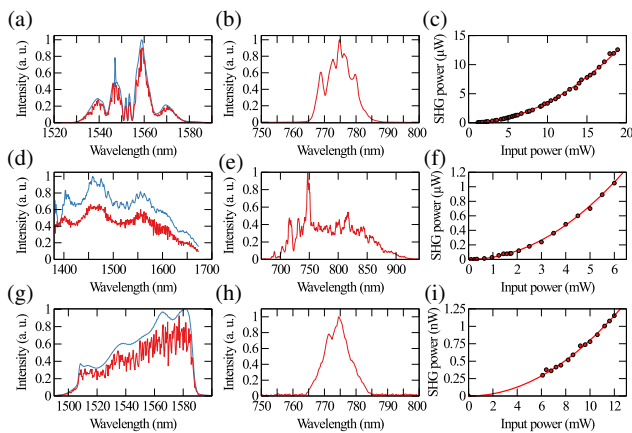 (a) (b) (c)
Intensity (a. u.)
1
0.8
0.6
0.4
0.2
0
1520 1540 1560 1580
Wavelength (nm)
Intensity (a. u.)
1
0.8
0.6
0.4
0.2
0
750 760 770 780 790 800
Wavelength (nm)
SHG power (μW)
15
10
5
0
0 5 10 15 20
Input power (mW)
(d) (e) (f)
Intensity (a. u.)
1
0.8
0.6
0.4
0.2
0
1400 1500 1600 1700
Wavelength (nm)
Intensity (a. u.)
1
0.8
0.6
0.4
0.2
0
700 750 800 850 900
Wavelength (nm)
SHG power (μW)
1.2
1
0.8
0.6
0.4
0.2
0
0 1 2 3 4 5 6
Input power (mW)
(g) (h) (i)
Intensity (a. u.)
1
0.8
0.6
0.4
0.2
0
1500 1520 1540 1560 1580
Wavelength (nm)
Intensity (a. u.)
1
0.8
0.6
0.4
0.2
0
750 760 770 780 790 800
Wavelength (nm)
SHG power (nW)
1.25
1
0.75
0.5
0.25
0
0 2 4 6 8 10 12
Input power (mW)